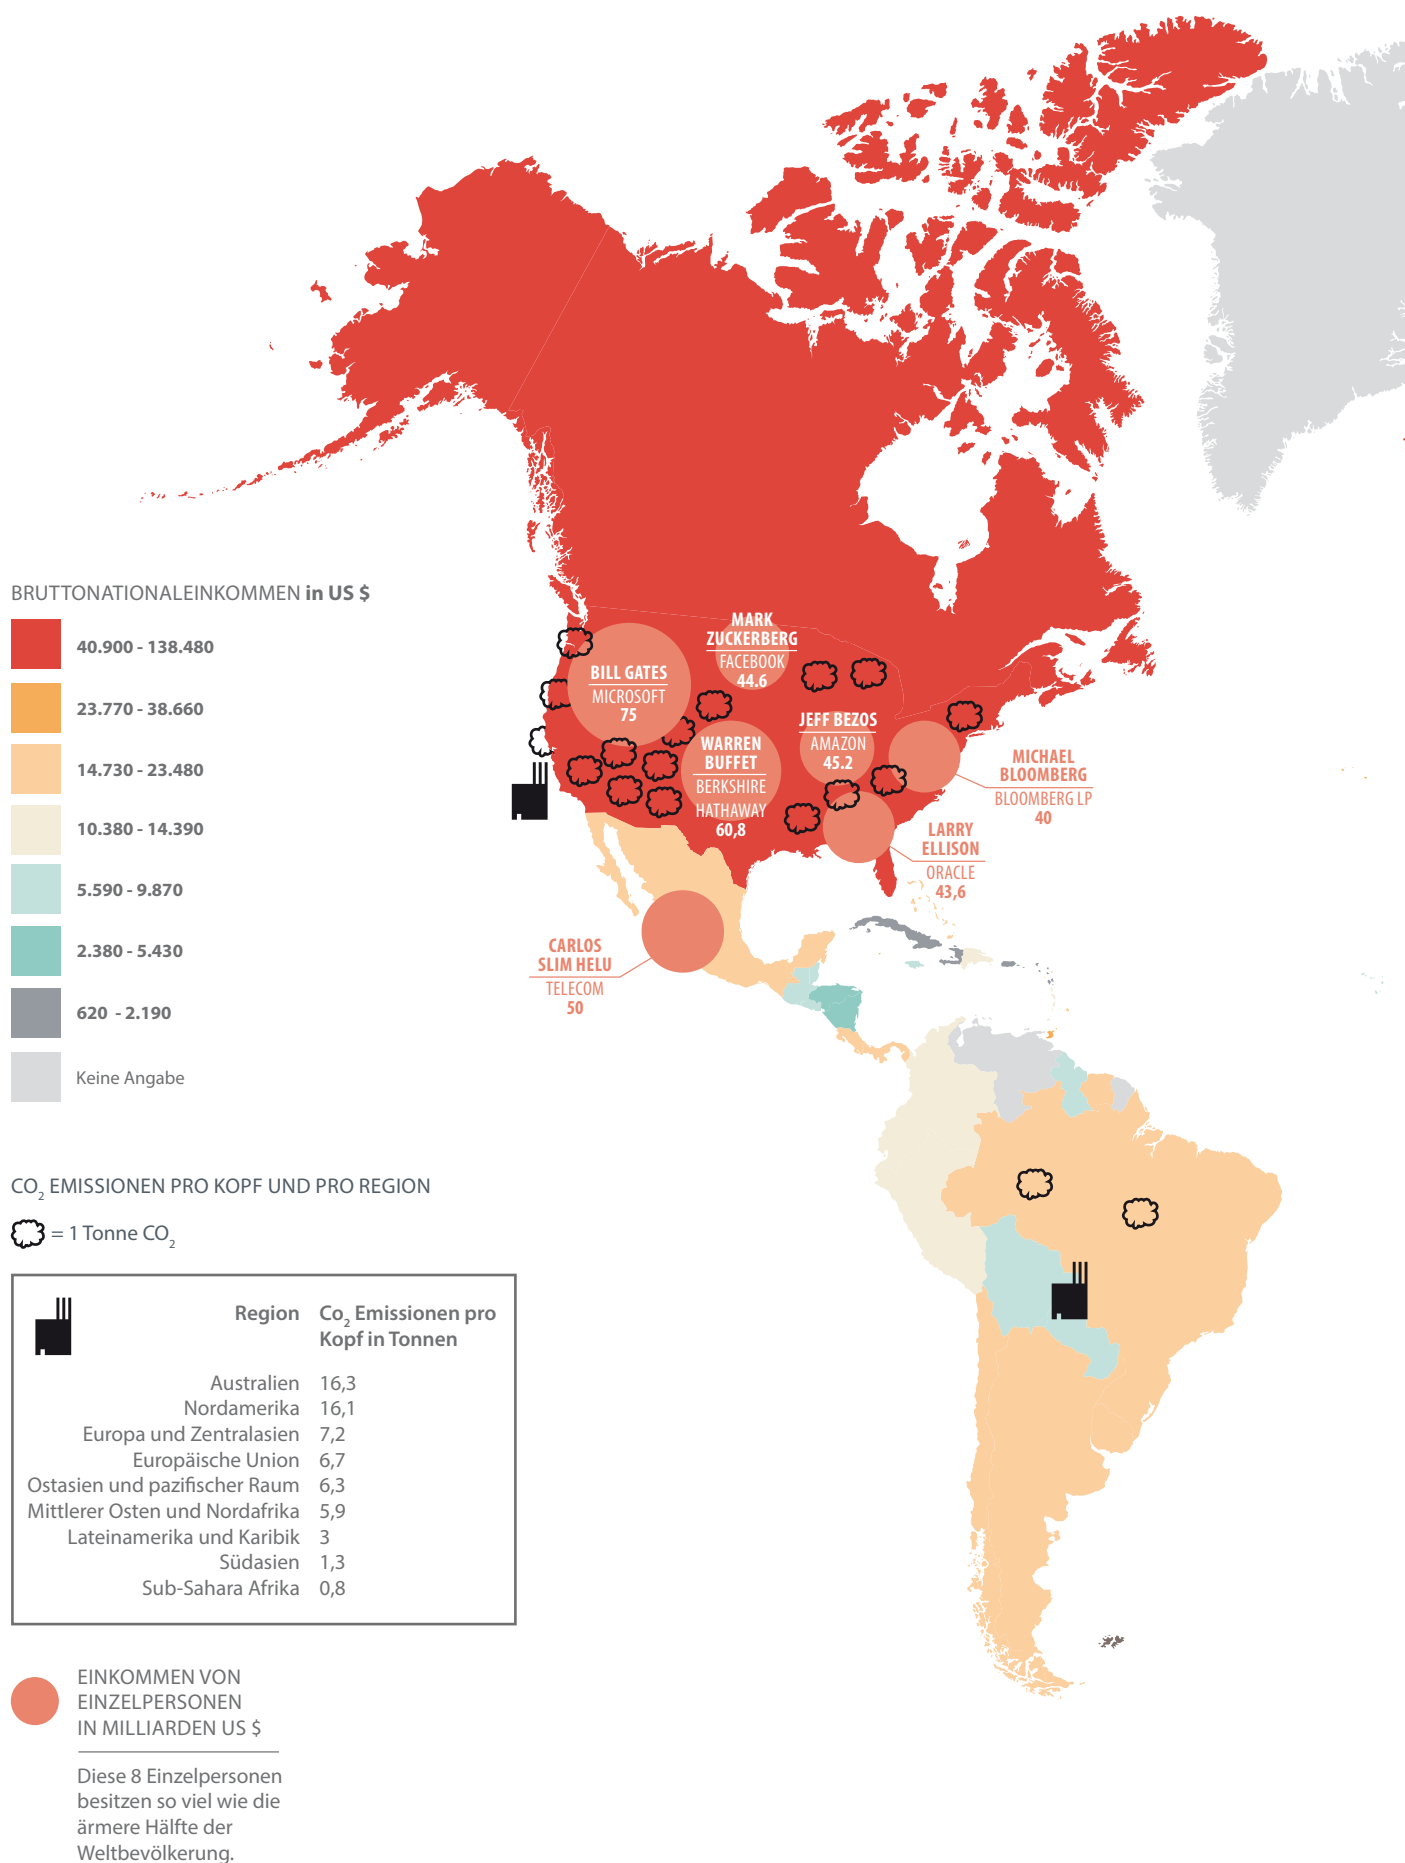 MARK
ZUCKERBERG
FACEBOOK
44.6
BILL GATES
MICROSOFT
75
JEFF BEZOS
AMAZON
45.2
WARREN
BUFFET
BERKSHIRE
HATHAWAY
60,8
MICHAEL
BLOOMBERG
BLOOMBERG LP
40
LARRY
ELLISON
ORACLE
43,6
CARLOS
SLIM HELU
TELECOM
50
BRUTTONATIONALEINKOMMEN in US $
40.900 - 138.480
23.770 - 38.660
14.730 - 23.480
10.380 - 14.390
5.590 - 9.870
2.380 - 5.430
620 - 2.190
Keine Angabe
CO2 EMISSIONEN PRO KOPF UND PRO REGION
= 1 Tonne CO2
Region Co2 Emissionen pro
Kopf in Tonnen
Australien 16,3
Nordamerika 16,1
Europa und Zentralasien 7,2
Europäische Union 6,7
Ostasien und pazifischer Raum 6,3
Mittlerer Osten und Nordafrika 5,9
Lateinamerika und Karibik 3
Südasien 1,3
Sub-Sahara Afrika 0,8
EINKOMMEN VON
EINZELPERSONEN
IN MILLIARDEN US $
Diese 8 Einzelpersonen
besitzen so viel wie die
ärmere Hälfte der
Weltbevölkerung.